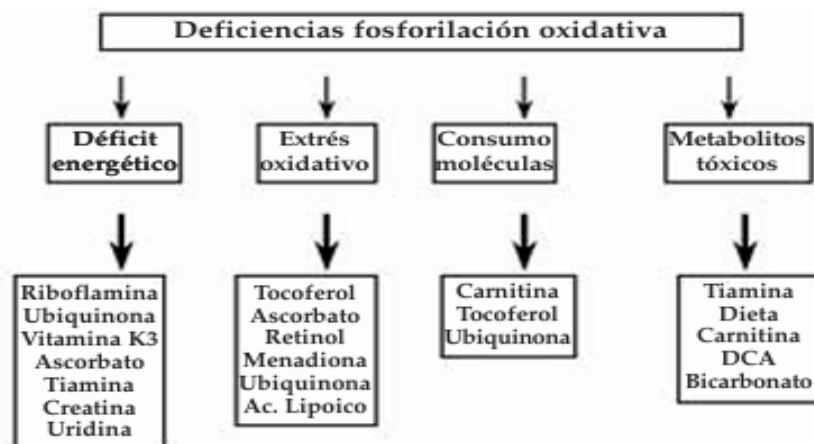 Deficiencias fosforilación oxidativa
Déficit
energético
Extrés
oxidativo
Consumo
moléculas
Metabolitos
tóxicos
Riboflamina
Ubiquinona
Vitamina K3
Ascorbato
Tiamina
Creatina
Uridina
Tocoferol
Ascorbato
Retinol
Menadiona
Ubiquinona
Ac. Lipoico
Carnitina
Tocoferol
Ubiquinona
Tiamina
Dieta
Carnitina
DCA
Bicarbonato